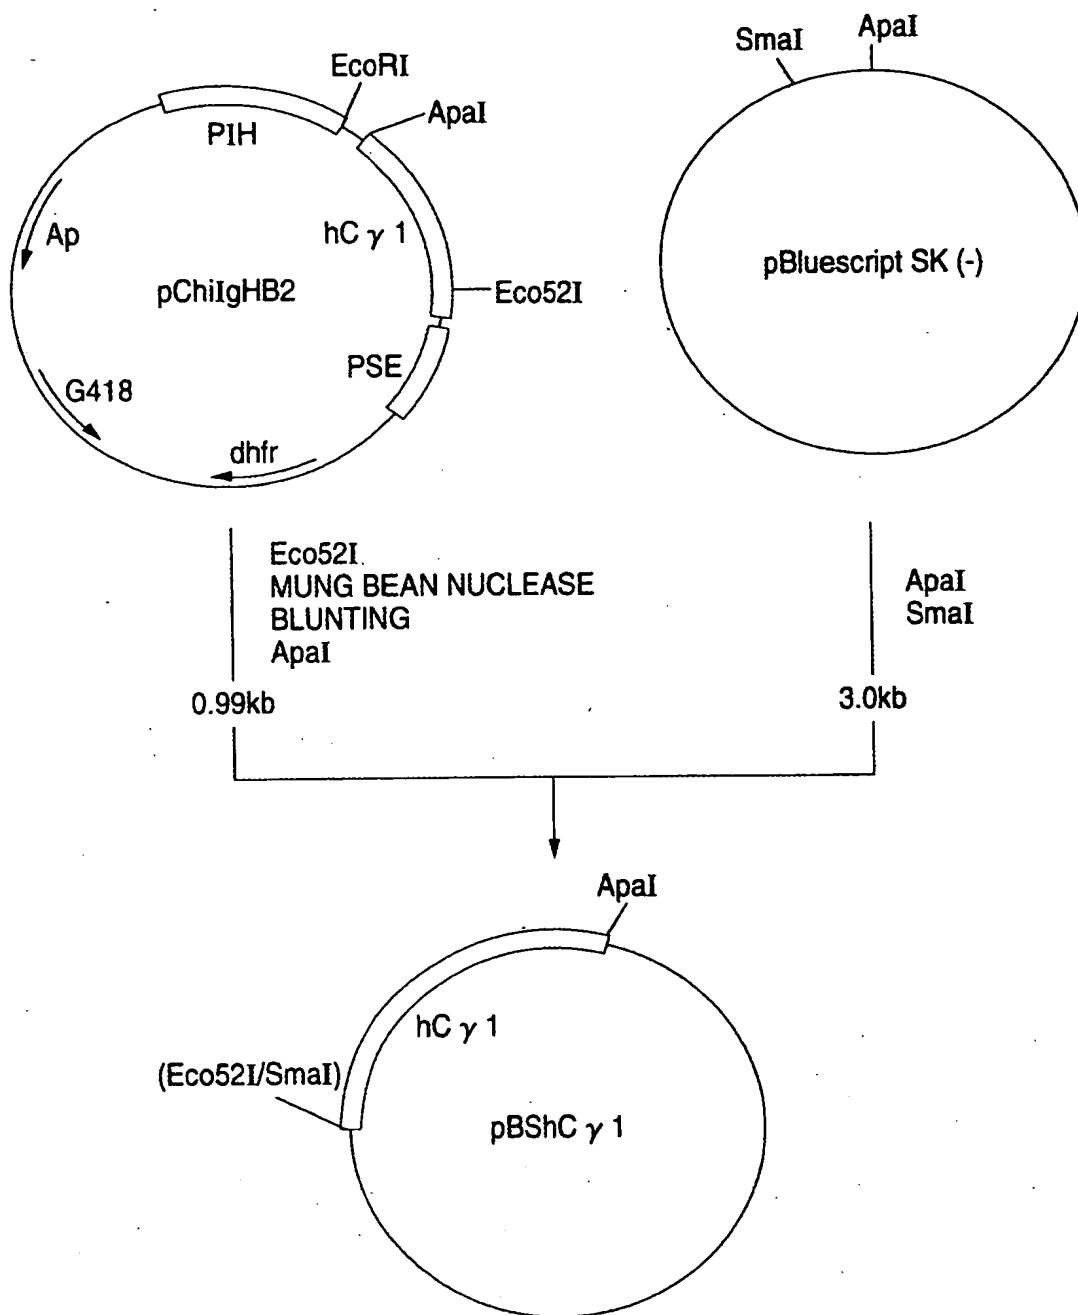 EcoRI
ApaI
PIH
hC γ 1
Ap
pChiIgHB2
Eco52I
PSE
G418
dhfr
SmaI
ApaI
pBluescript SK (-)
Eco52I
MUNG BEAN NUCLEASE
BLUNTING
ApaI
0.99kb
ApaI
SmaI
3.0kb
ApaI
hC γ 1
(Eco52I/SmaI)
pBShC γ 1